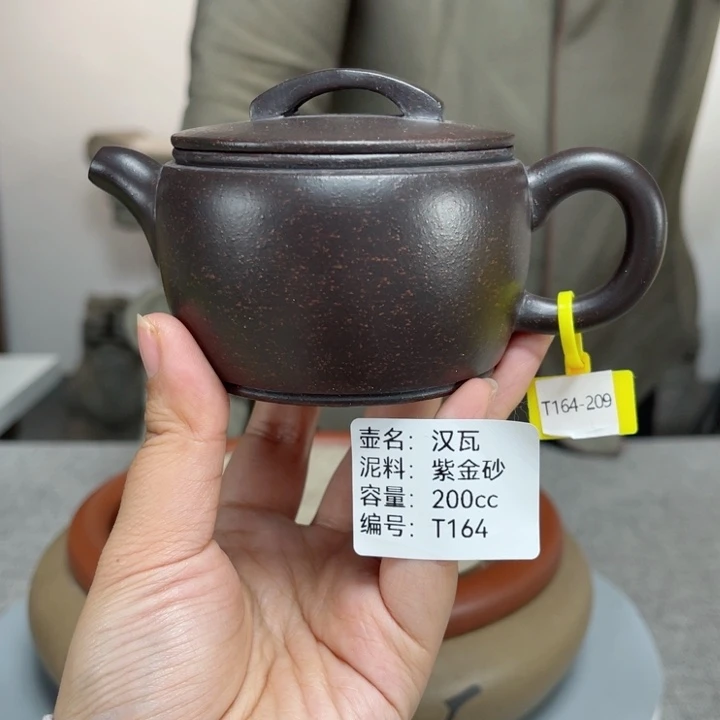 T164-209
壶名： 汉瓦
泥料： 紫金砂
容量： 200cc
编号： T164